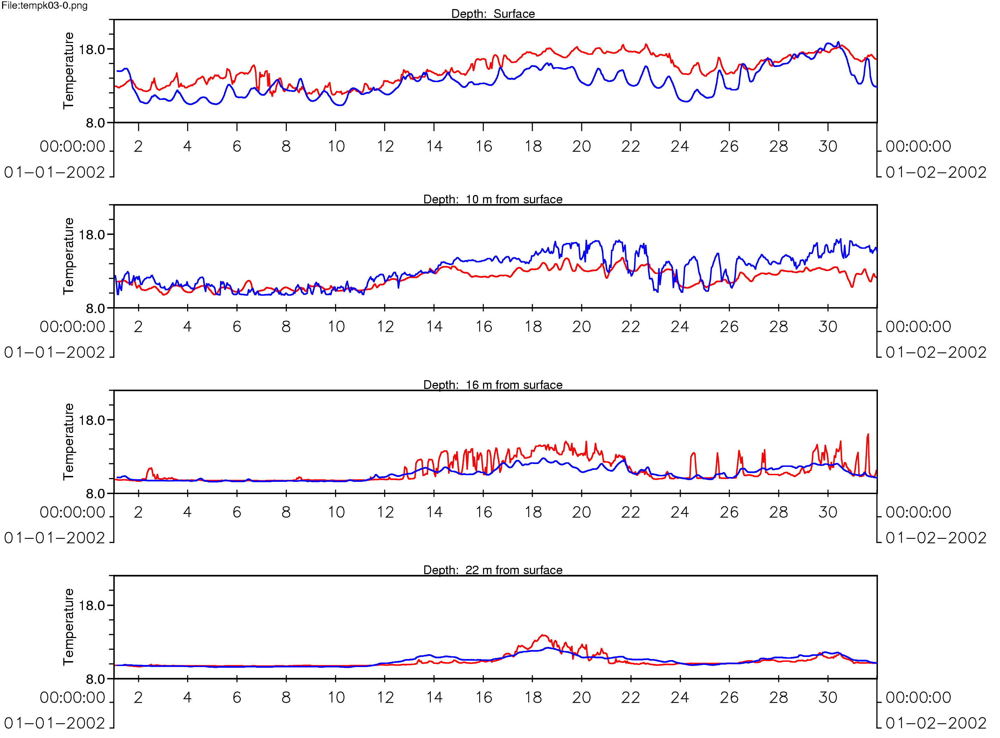 File:tempk03-0.png
Depth:  Surface
Temperature
18.0
8.0
2 4 6 8 10 12 14 16 18 20 22 24 26 28 30
00:00:00 00:00:00
01-01-2002 01-02-2002
Depth:  10 m from surface
Temperature
18.0
8.0
2 4 6 8 10 12 14 16 18 20 22 24 26 28 30
00:00:00 00:00:00
01-01-2002 01-02-2002
Depth:  16 m from surface
Temperature
18.0
8.0
2 4 6 8 10 12 14 16 18 20 22 24 26 28 30
00:00:00 00:00:00
01-01-2002 01-02-2002
Depth:  22 m from surface
Temperature
18.0
8.0
2 4 6 8 10 12 14 16 18 20 22 24 26 28 30
00:00:00 00:00:00
01-01-2002 01-02-2002